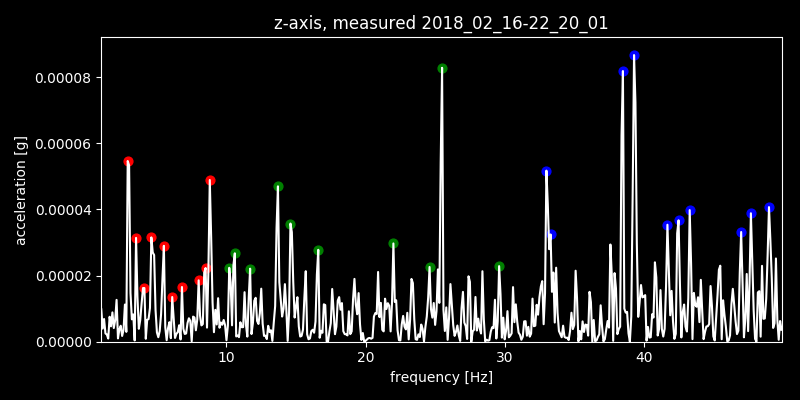 z-axis, measured 2018_02_16-22_20_01
0.00008
0.00006
0.00004
0.00002
0.00000
acceleration [g]
10 20 30 40
frequency [Hz]